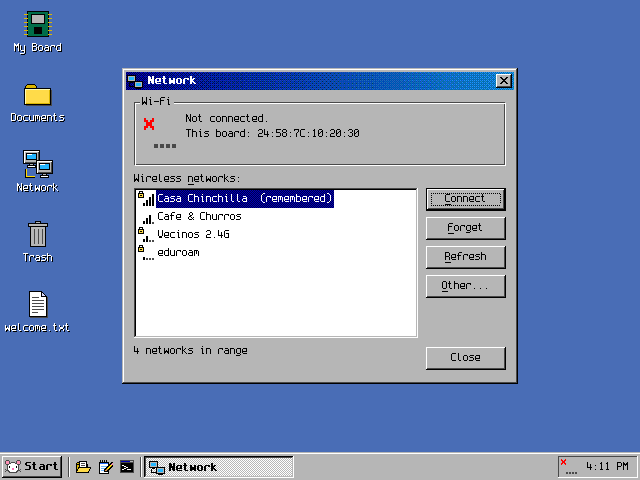 My Board
Documents
Network
Trash
welcome.txt
Network
Wi-Fi
Not connected.
This board: 24:58:7C:10:20:30
Wireless networks:
Casa Chinchilla (remembered)
Cafe & Churros
Vecinos 2.4G
eduroam
Connect
Forget
Refresh
Other...
4 networks in range
Close
Start
Network
4:11 PM